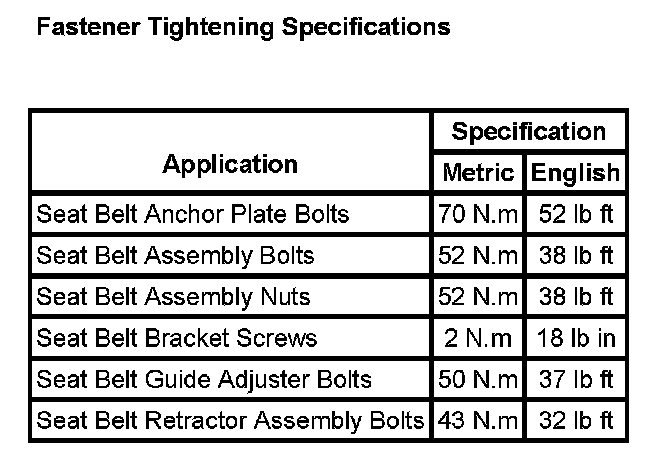 Fastener Tightening Specifications
Application Specification
Metric English
Seat Belt Anchor Plate Bolts 70 N.m 52 lb ft
Seat Belt Assembly Bolts 52 N.m 38 lb ft
Seat Belt Assembly Nuts 52 N.m 38 lb ft
Seat Belt Bracket Screws 2 N.m 18 lb in
Seat Belt Guide Adjuster Bolts 50 N.m 37 lb ft
Seat Belt Retractor Assembly Bolts 43 N.m 32 lb ft